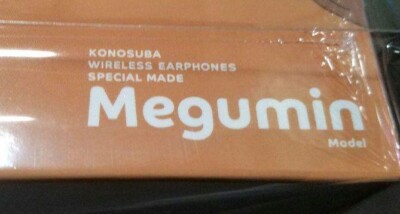 KONOSUBA
WIRELESS EARPHONES
SPECIAL MADE
Megumin
Model